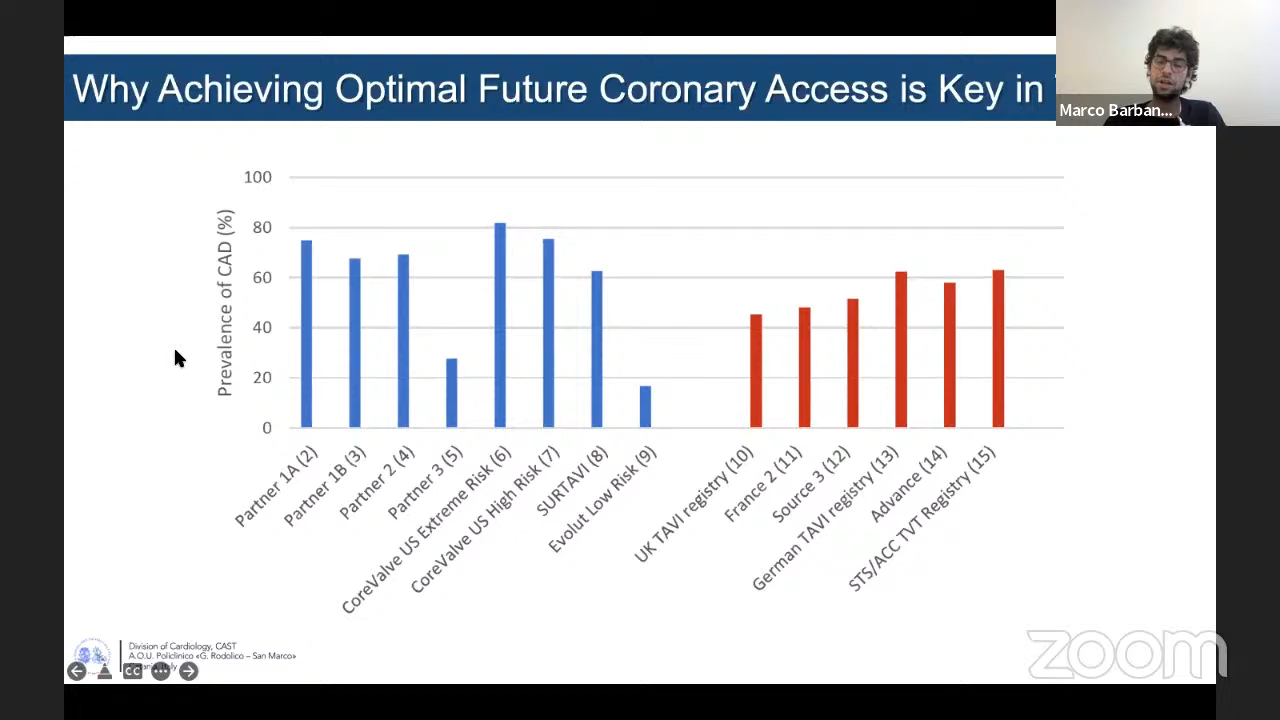 Why Achieving Optimal Future Coronary Access is Key in
Marco Barban...
Prevalence of CAD (%)
100
80
60
40
20
0
Partner 1A (2)
Partner 1B (3)
Partner 2 (4)
Partner 3 (5)
CoreValve US Extreme Risk (6)
CoreValve US High Risk (7)
SURTAVI (8)
Evolut Low Risk (9)
UK TAVI registry (10)
France 2 (11)
Source 3 (12)
German TAVI registry (13)
Advance (14)
STS/ACC TVT Registry (15)
Division of Cardiology, CAST
A.O.U. Policlinico «G. Rodolico – San Marco»
CC
zoom